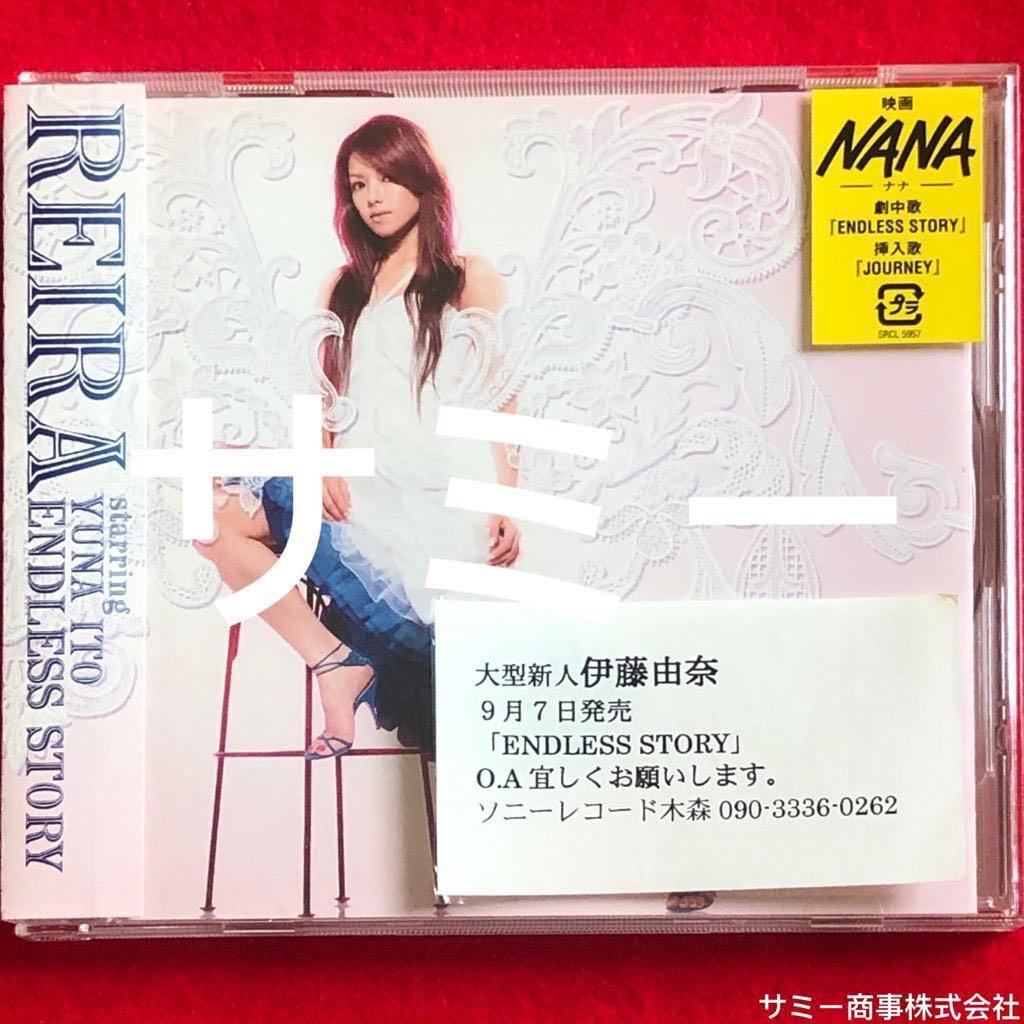 REIRA
starring
YUNA ITO
ENDLESS STORY
映画
NANA
ナナ
劇中歌
『ENDLESS STORY』
挿入歌
『JOURNEY』
プラ
SRCL 5957
サミー
大型新人伊藤由奈
９月７日発売
「ENDLESS STORY」
O.A 宜しくお願いします。
ソニーレコード木森 090-3336-0262
サミー商事株式会社